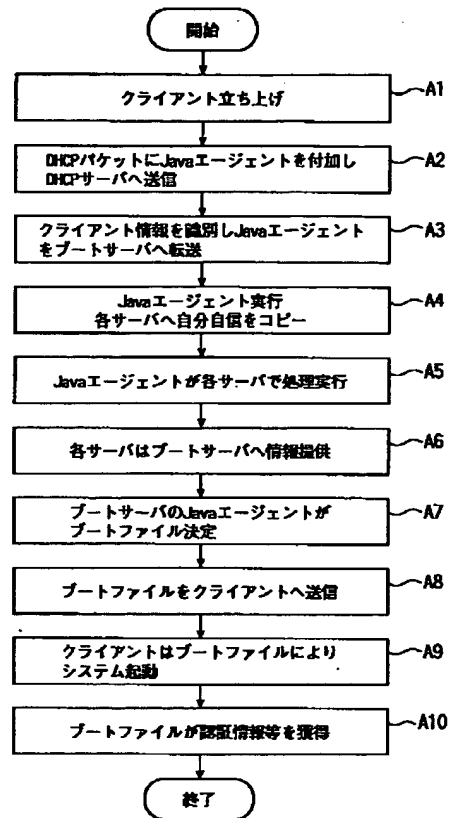 開始
クライアント立ち上げ
A1
DHCPパケットにJavaエージェントを付加し
DHCPサーバへ送信
A2
クライアント情報を識別しJavaエージェント
をブートサーバへ転送
A3
Javaエージェント実行
各サーバへ自分自信をコピー
A4
Javaエージェントが各サーバで処理実行
A5
各サーバはブートサーバへ情報提供
A6
ブートサーバのJavaエージェントが
ブートファイル決定
A7
ブートファイルをクライアントへ送信
A8
クライアントはブートファイルにより
システム起動
A9
ブートファイルが認証情報等を獲得
A10
終了